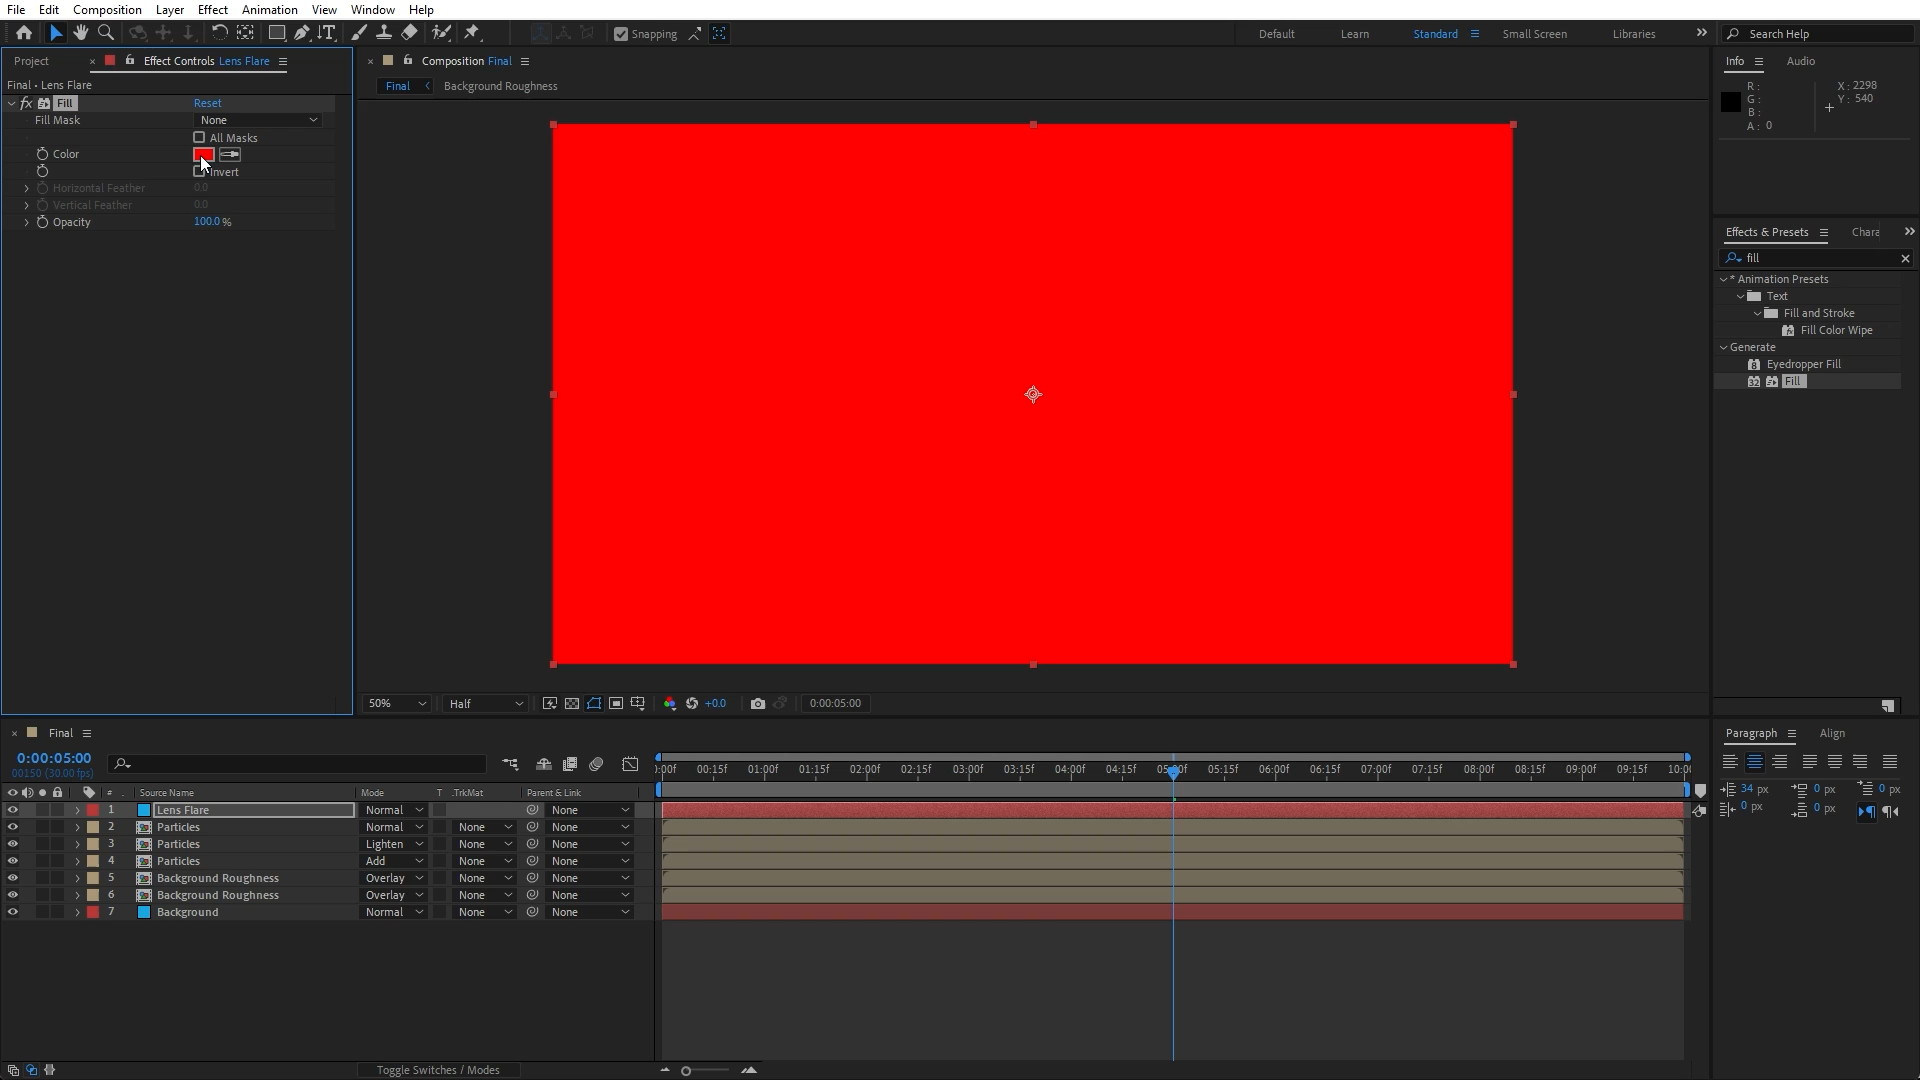 File Edit Composition Layer Effect Animation View Window Help
Snapping
Default Learn Standard Small Screen Libraries
Search Help
Project Effect Controls Lens Flare
Final • Lens Flare
fx Fill Reset
Fill Mask None
All Masks
Color
Invert
Horizontal Feather 0.0
Vertical Feather 0.0
Opacity 100.0 %
Composition Final
Final Background Roughness
50% Half +0.0 0:00:05:00
Info Audio
R : X : 2298
G : Y : 540
B :
A : 0
Effects & Presets Chara
fill
* Animation Presets
Text
Fill and Stroke
Fill Color Wipe
Generate
8 Eyedropper Fill
32 Fill
Final
0:00:05:00
00150 (30.00 fps)
:00f 00:15f 01:00f 01:15f 02:00f 02:15f 03:00f 03:15f 04:00f 04:15f 05:00f 05:15f 06:00f 06:15f 07:00f 07:15f 08:00f 08:15f 09:00f 09:15f 10:0
# Source Name Mode T .TrkMat Parent & Link
1 Lens Flare Normal None
2 Particles Normal None None
3 Particles Lighten None None
4 Particles Add None None
5 Background Roughness Overlay None None
6 Background Roughness Overlay None None
7 Background Normal None None
Toggle Switches / Modes
Paragraph Align
34 px 0 px 0 px
0 px 0 px